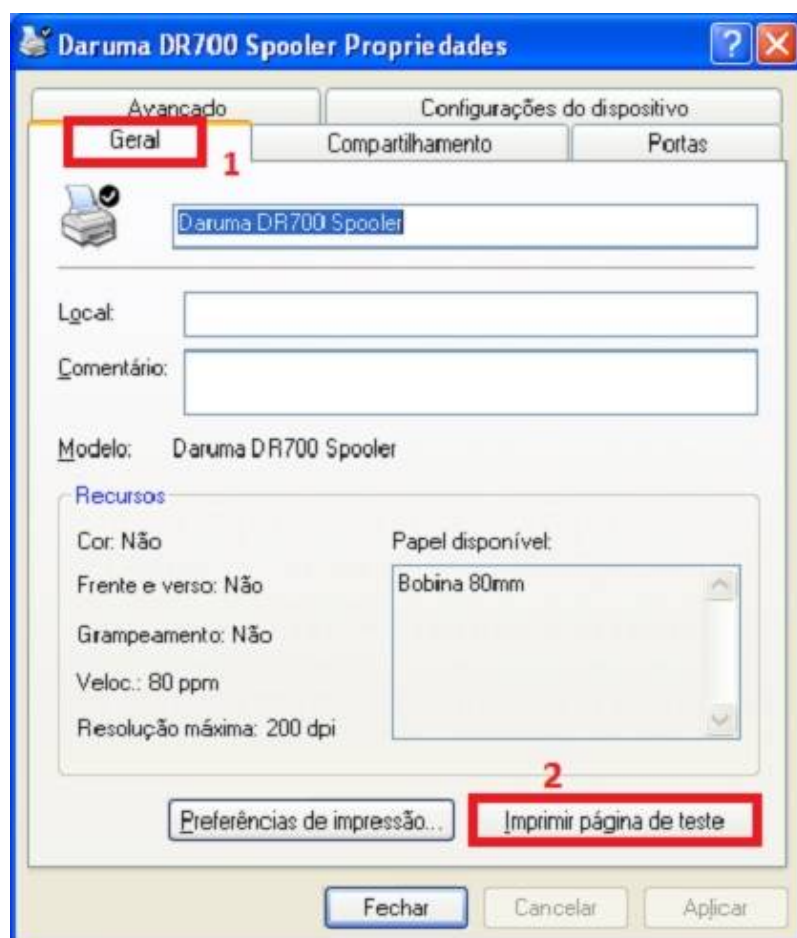 Daruma DR700 Spooler Propriedades
Avançado Configurações do dispositivo
Geral Compartilhamento Portas
1
Daruma DR700 Spooler
Local:
Comentário:
Modelo: Daruma DR700 Spooler
Recursos
Cor: Não Papel disponível:
Frente e verso: Não Bobina 80mm
Grampeamento: Não
Veloc.: 80 ppm
Resolução máxima: 200 dpi
2
Preferências de impressão... Imprimir página de teste
Fechar Cancelar Aplicar